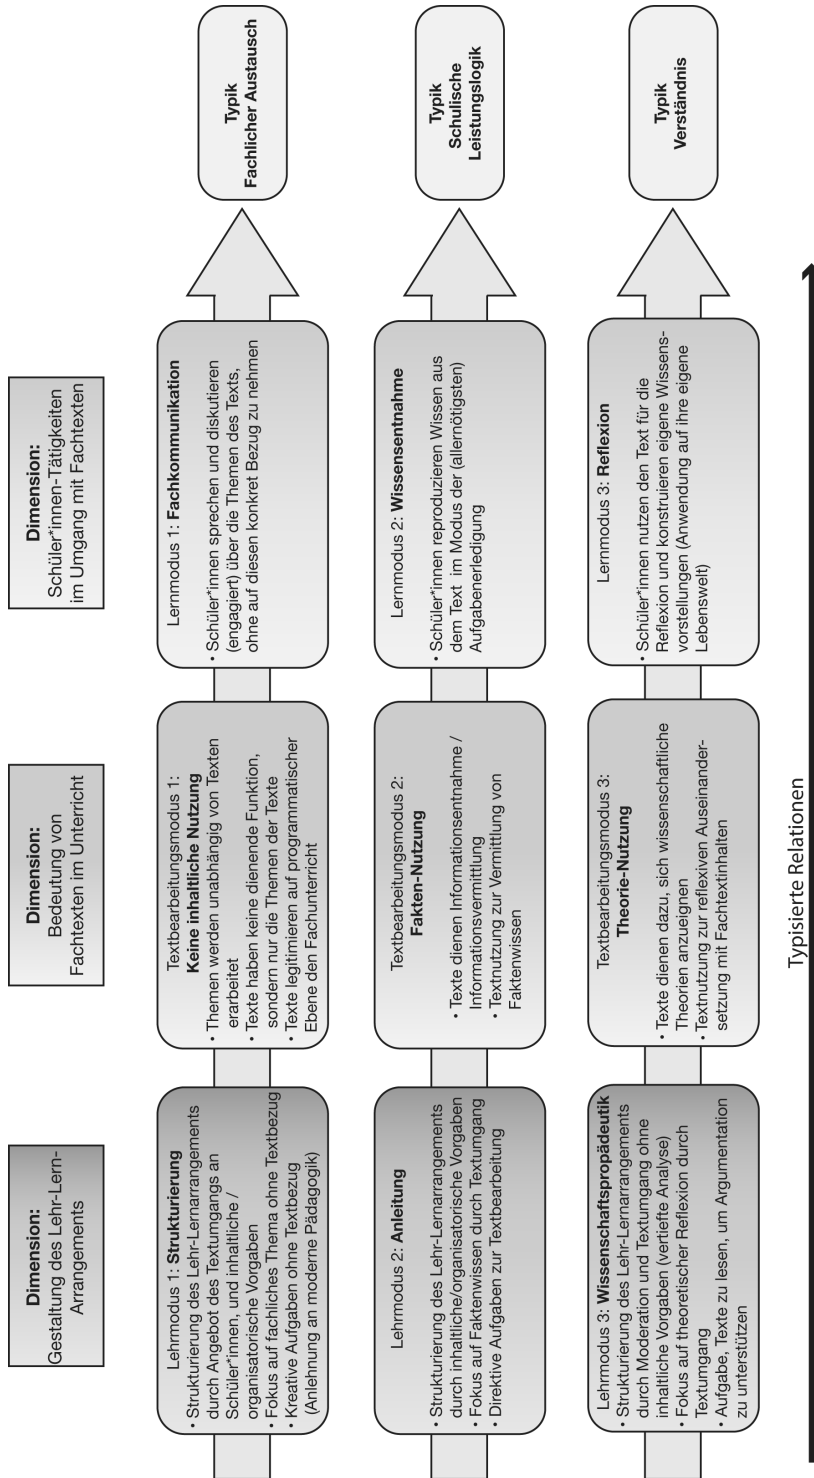 Dimension:
Gestaltung des Lehr-Lern-
Arrangements
Dimension:
Bedeutung von
Fachtexten im Unterricht
Dimension:
Schüler*innen-Tätigkeiten
im Umgang mit Fachtexten
Lehrmodus 1: Strukturierung
• Strukturierung des Lehr-Lernarrangements
durch Angebot des Textumgangs an
Schüler*innen, und inhaltliche /
organisatorische Vorgaben
• Fokus auf fachliches Thema ohne Textbezug
• Kreative Aufgaben ohne Textbezug
(Anlehnung an moderne Pädagogik)
Textbearbeitungsmodus 1:
Keine inhaltliche Nutzung
• Themen werden unabhängig von Texten
erarbeitet
• Texte haben keine dienende Funktion,
sondern nur die Themen der Texte
• Texte legitimieren auf programmatischer
Ebene den Fachunterricht
Lernmodus 1: Fachkommunikation
• Schüler*innen sprechen und diskutieren
(engagiert) über die Themen des Texts,
ohne auf diesen konkret Bezug zu nehmen
Typik
Fachlicher Austausch
Lehrmodus 2: Anleitung
• Strukturierung des Lehr-Lernarrangements
durch inhaltliche/organisatorische Vorgaben
• Fokus auf Faktenwissen durch Textumgang
• Direktive Aufgaben zur Textbearbeitung
Textbearbeitungsmodus 2:
Fakten-Nutzung
• Texte dienen Informationsentnahme /
Informationsvermittlung
• Textnutzung zur Vermittlung von
Faktenwissen
Lernmodus 2: Wissensentnahme
• Schüler*innen reproduzieren Wissen aus
dem Text im Modus der (allernötigsten)
Aufgabenerledigung
Typik
Schulische
Leistungslogik
Lehrmodus 3: Wissenschaftspropädeutik
• Strukturierung des Lehr-Lernarrangements
durch Moderation und Textumgang ohne
inhaltliche Vorgaben (vertiefte Analyse)
• Fokus auf theoretischer Reflexion durch
Textumgang
• Aufgabe, Texte zu lesen, um Argumentation
zu unterstützen
Textbearbeitungsmodus 3:
Theorie-Nutzung
• Texte dienen dazu, sich wissenschaftliche
Theorien anzueignen
• Textnutzung zur reflexiven Auseinander-
setzung mit Fachtextinhalten
Lernmodus 3: Reflexion
• Schüler*innen nutzen den Text für die
Reflexion und konstruieren eigene Wissens-
vorstellungen (Anwendung auf ihre eigene
Lebenswelt)
Typik
Verständnis
Typisierte Relationen